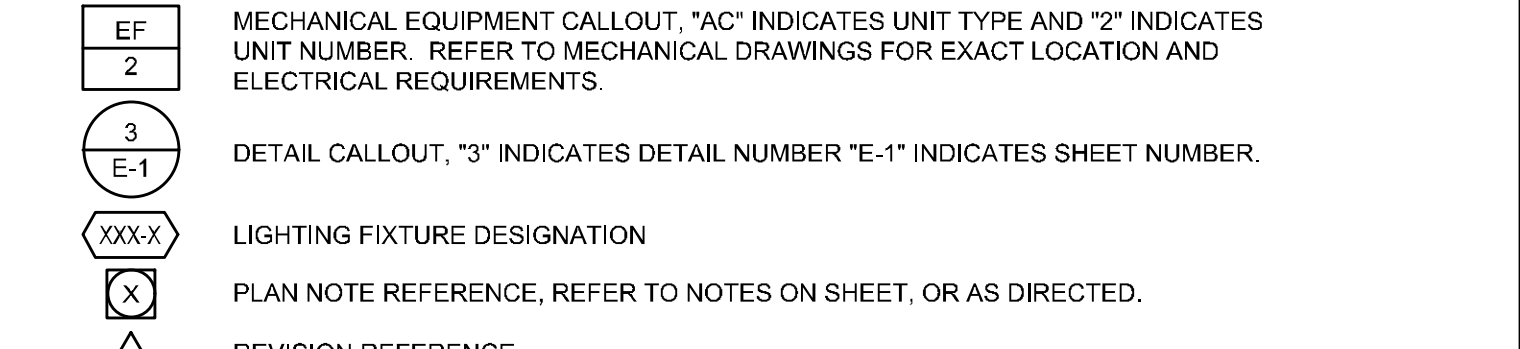 EF
2
MECHANICAL EQUIPMENT CALLOUT, "AC" INDICATES UNIT TYPE AND "2" INDICATES
UNIT NUMBER. REFER TO MECHANICAL DRAWINGS FOR EXACT LOCATION AND
ELECTRICAL REQUIREMENTS.
3
E-1
DETAIL CALLOUT, "3" INDICATES DETAIL NUMBER "E-1" INDICATES SHEET NUMBER.
XXX-X
LIGHTING FIXTURE DESIGNATION
X
PLAN NOTE REFERENCE, REFER TO NOTES ON SHEET, OR AS DIRECTED.
REVISION REFERENCE